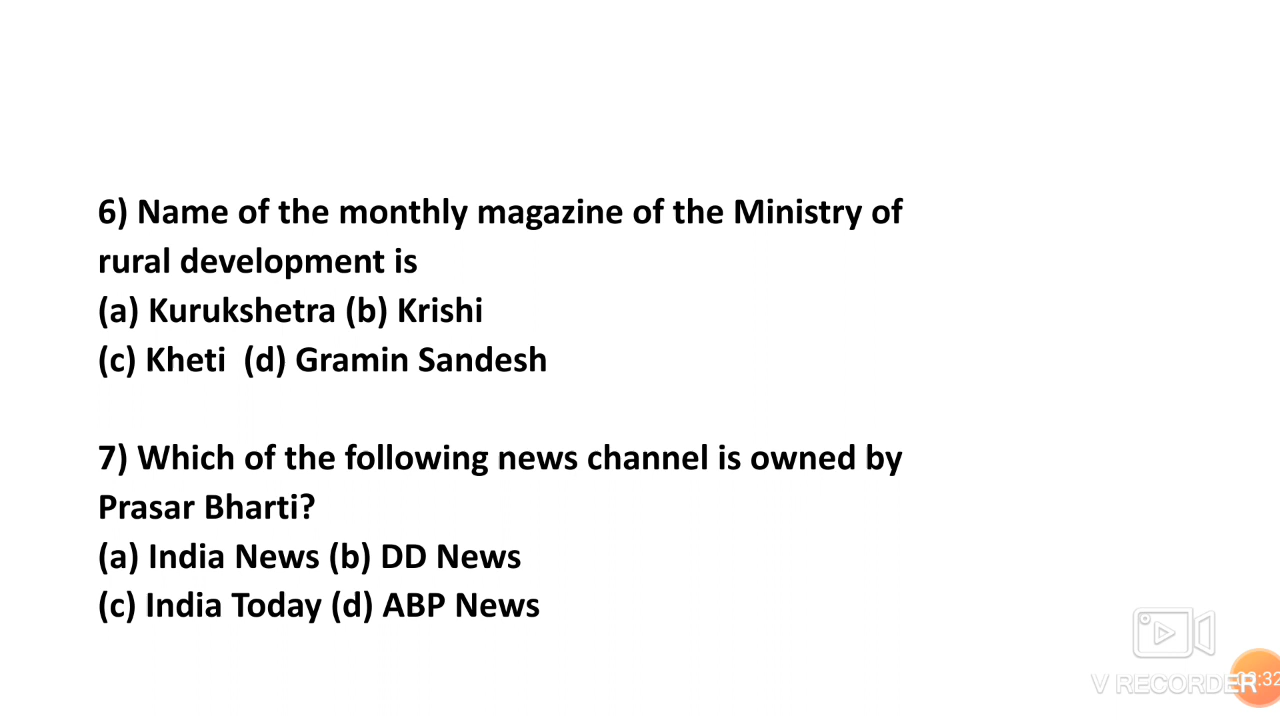 6) Name of the monthly magazine of the Ministry of
rural development is
(a) Kurukshetra (b) Krishi
(c) Kheti  (d) Gramin Sandesh
7) Which of the following news channel is owned by
Prasar Bharti?
(a) India News (b) DD News
(c) India Today (d) ABP News
V RECORDER